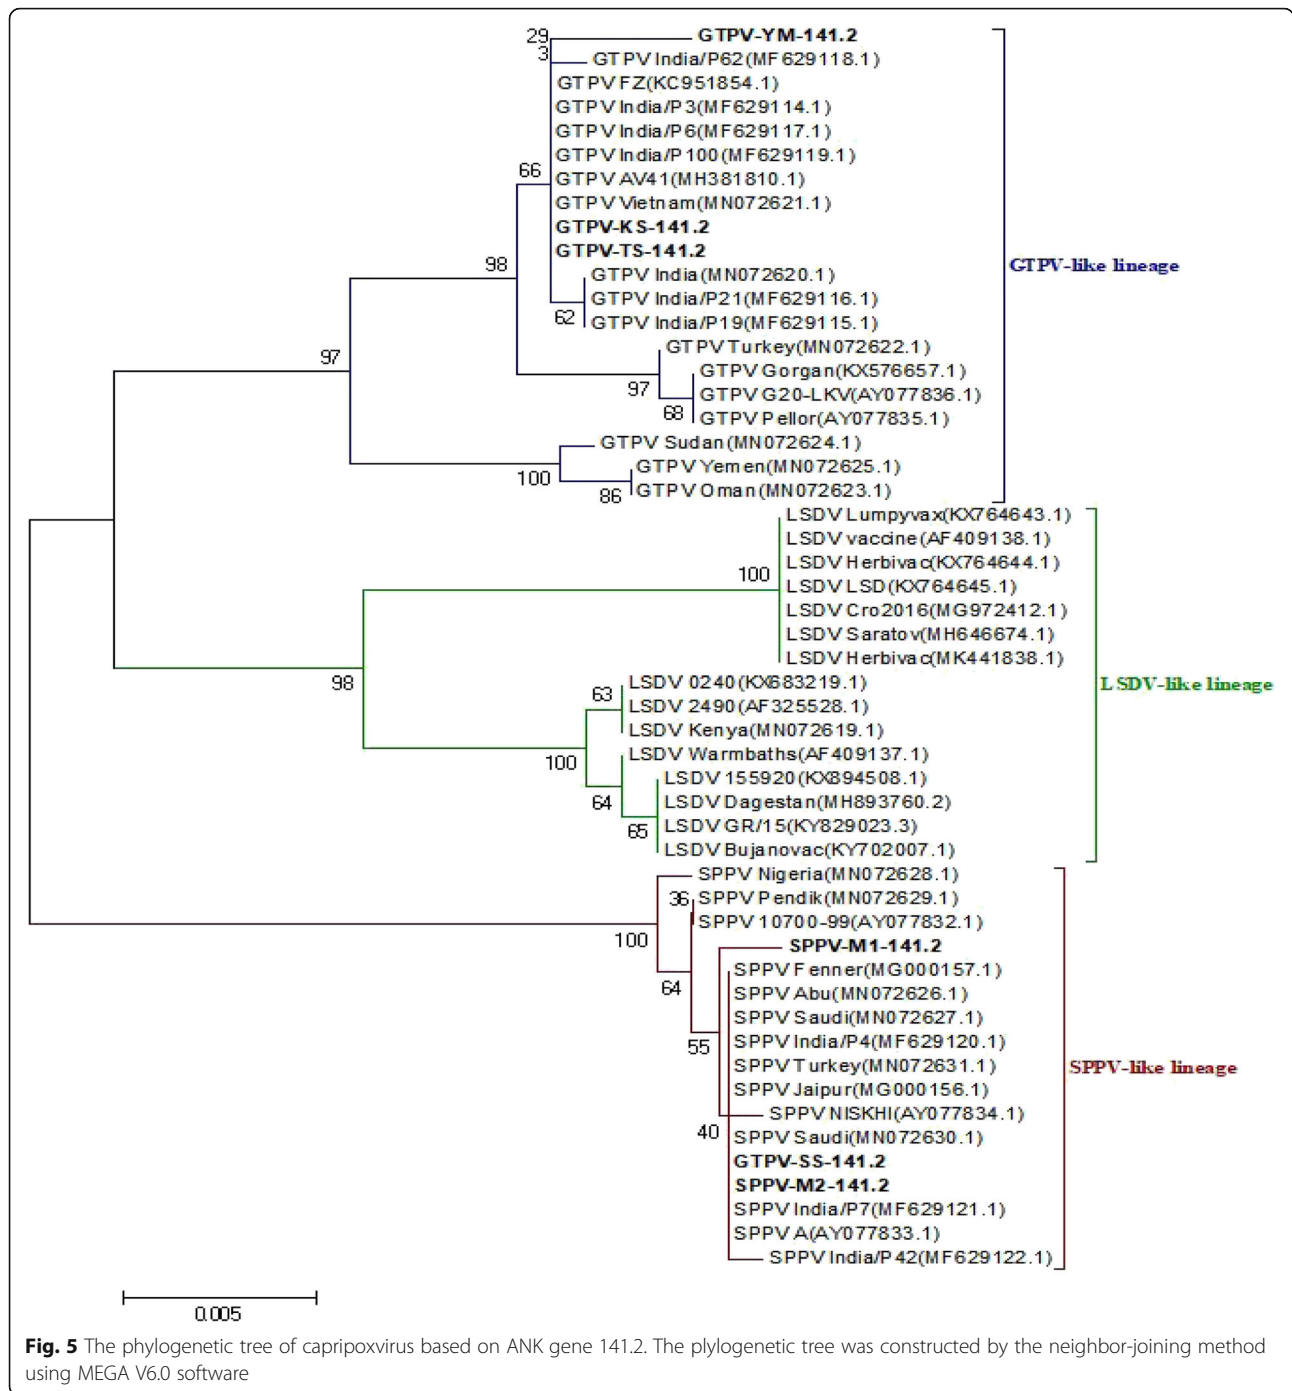 29
GTPV-YM-141.2
3
GTPV India/P62(MF629118.1)
GTPV FZ(KC951854.1)
GTPV India/P3(MF629114.1)
GTPV India/P6(MF629117.1)
GTPV India/P100(MF629119.1)
66
GTPV AV41(MH381810.1)
GTPV Vietnam(MN072621.1)
GTPV-KS-141.2
GTPV-TS-141.2
98
GTPV-like lineage
GTPV India(MN072620.1)
GTPV India/P21(MF629116.1)
62
GTPV India/P19(MF629115.1)
GTPV Turkey(MN072622.1)
97
GTPV Gorgan(KX576657.1)
97
GTPV G20-LKV(AY077836.1)
68
GTPV Pellor(AY077835.1)
GTPV Sudan(MN072624.1)
GTPV Yemen(MN072625.1)
100
86
GTPV Oman(MN072623.1)
LSDV Lumpyvax(KX764643.1)
LSDV vaccine(AF409138.1)
LSDV Herbivac(KX764644.1)
100
LSDV LSD(KX764645.1)
LSDV Cro2016(MG972412.1)
LSDV Saratov(MH646674.1)
LSDV Herbivac(MK441838.1)
98
LSDV 0240(KX683219.1)
LSDV-like lineage
63
LSDV 2490(AF325528.1)
LSDV Kenya(MN072619.1)
LSDV Warmbaths(AF409137.1)
100
LSDV 155920(KX894508.1)
64
LSDV Dagestan(MH893760.2)
65
LSDV GR/15(KY829023.3)
LSDV Bujanovac(KY702007.1)
SPPV Nigeria(MN072628.1)
36
SPPV Pendik(MN072629.1)
SPPV 10700-99(AY077832.1)
100
SPPV-M1-141.2
SPPV Fenner(MG000157.1)
64
SPPV Abu(MN072626.1)
SPPV Saudi(MN072627.1)
SPPV India/P4(MF629120.1)
55
SPPV Turkey(MN072631.1)
SPPV-like lineage
SPPV Jaipur(MG000156.1)
SPPV NISKHI(AY077834.1)
40
SPPV Saudi(MN072630.1)
GTPV-SS-141.2
SPPV-M2-141.2
SPPV India/P7(MF629121.1)
SPPV A(AY077833.1)
SPPV India/P42(MF629122.1)
0.005
Fig. 5 The phylogenetic tree of capripoxvirus based on ANK gene 141.2. The plylogenetic tree was constructed by the neighbor-joining method
using MEGA V6.0 software